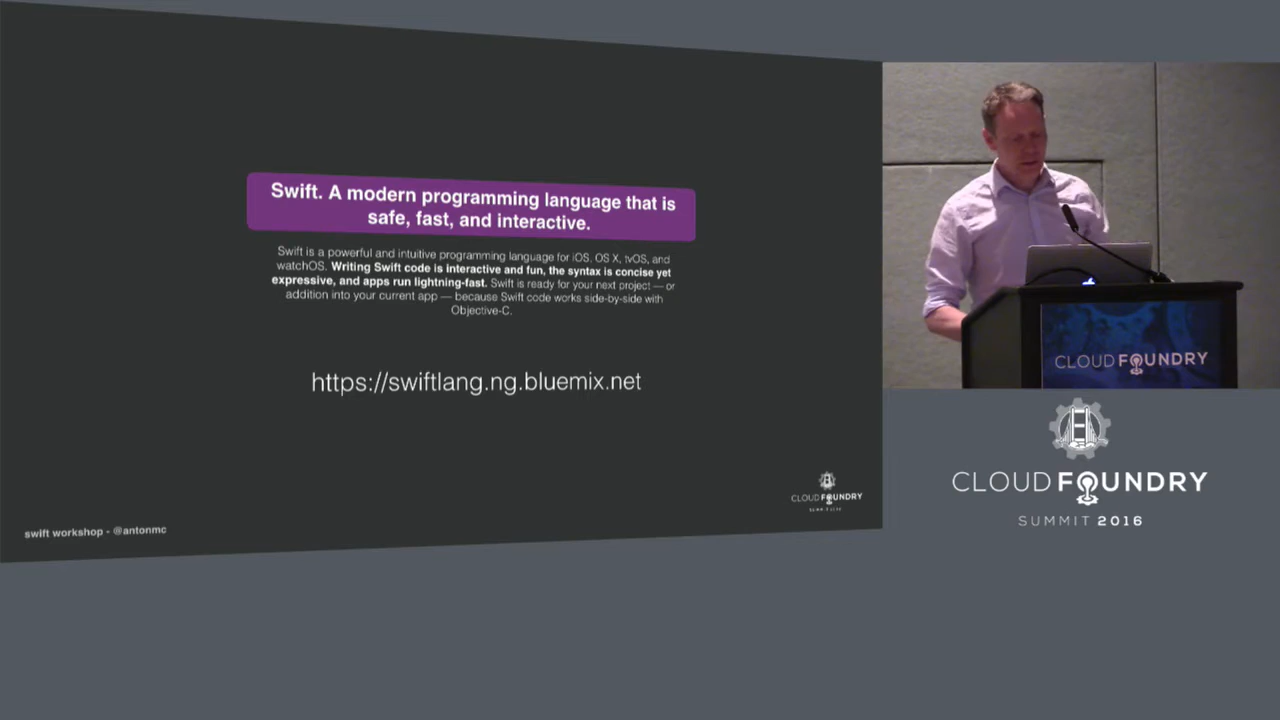 Swift. A modern programming language that is
safe, fast, and interactive.
Swift is a powerful and intuitive programming language for iOS, OS X, tvOS, and
watchOS. Writing Swift code is interactive and fun, the syntax is concise yet
expressive, and apps run lightning-fast. Swift is ready for your next project — or
addition into your current app — because Swift code works side-by-side with
Objective-C.
https://swiftlang.ng.bluemix.net
CLOUD FOUNDRY
SUMMIT 2016
swift workshop - @antonmc
CLOUD FOUNDRY
CLOUD FOUNDRY
SUMMIT 2016